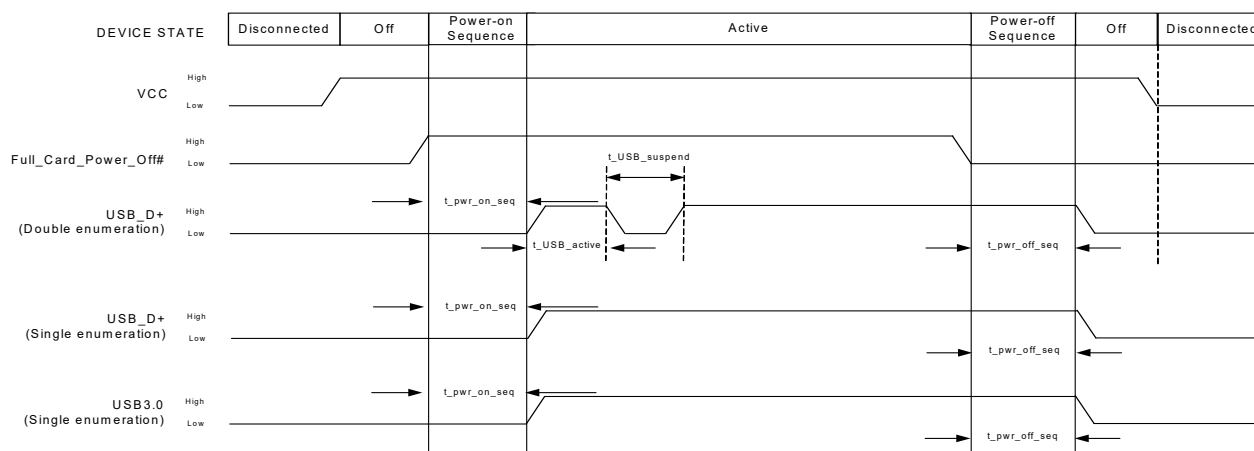 DEVICE STATE Disconnected Off Power-on Sequence Active Power-off Sequence Off Disconnected
High
VCC
Low
High
Full_Card_Power_Off#
Low
t_USB_suspend
t_pwr_on_seq
USB_D+ High
(Double enumeration) Low
t_USB_active t_pwr_off_seq
t_pwr_on_seq
USB_D+ High
(Single enumeration) Low
t_pwr_off_seq
t_pwr_on_seq
USB3.0 High
(Single enumeration) Low
t_pwr_off_seq